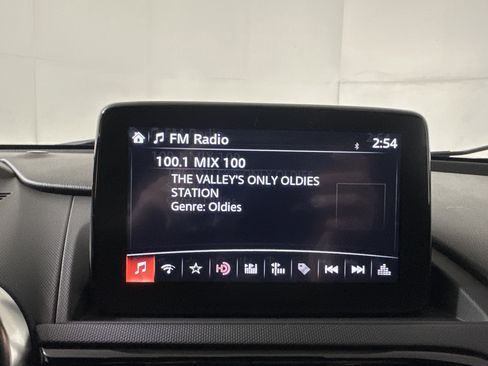 FM Radio
2:54
100.1 MIX 100
THE VALLEY'S ONLY OLDIES
STATION
Genre: Oldies